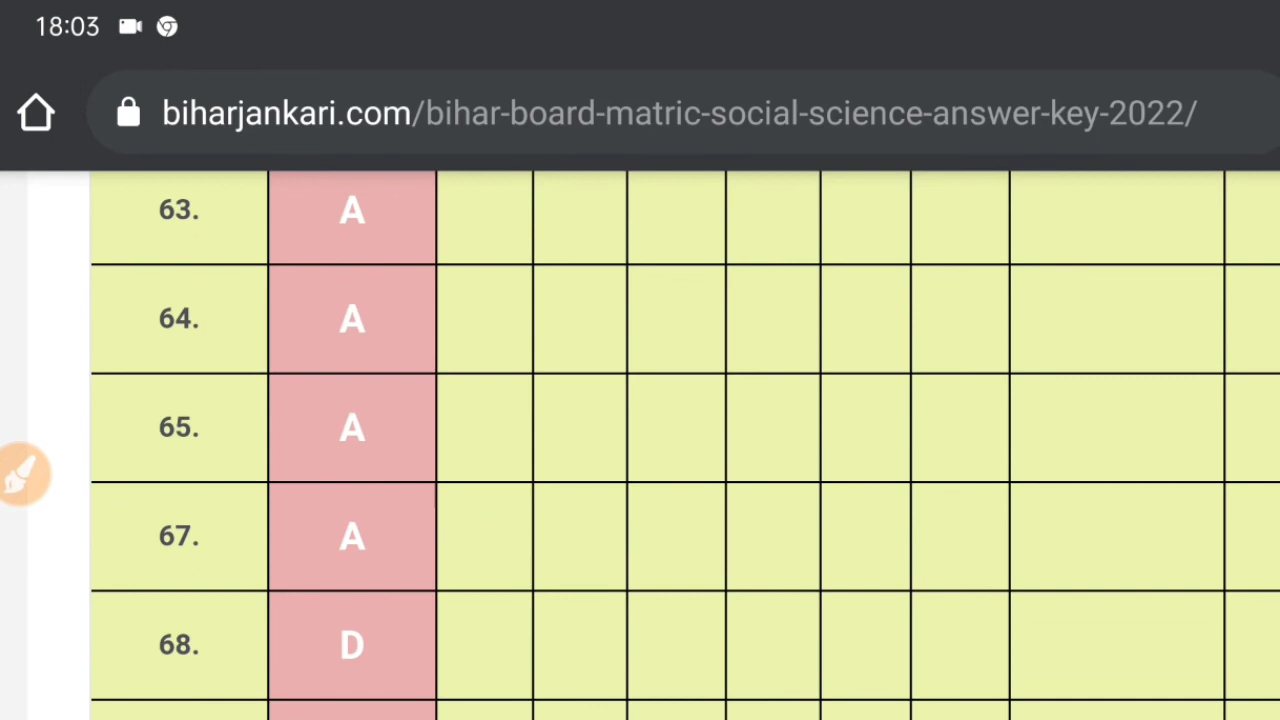 18:03
biharjankari.com/bihar-board-matric-social-science-answer-key-2022/
63. A
64. A
65. A
67. A
68. D